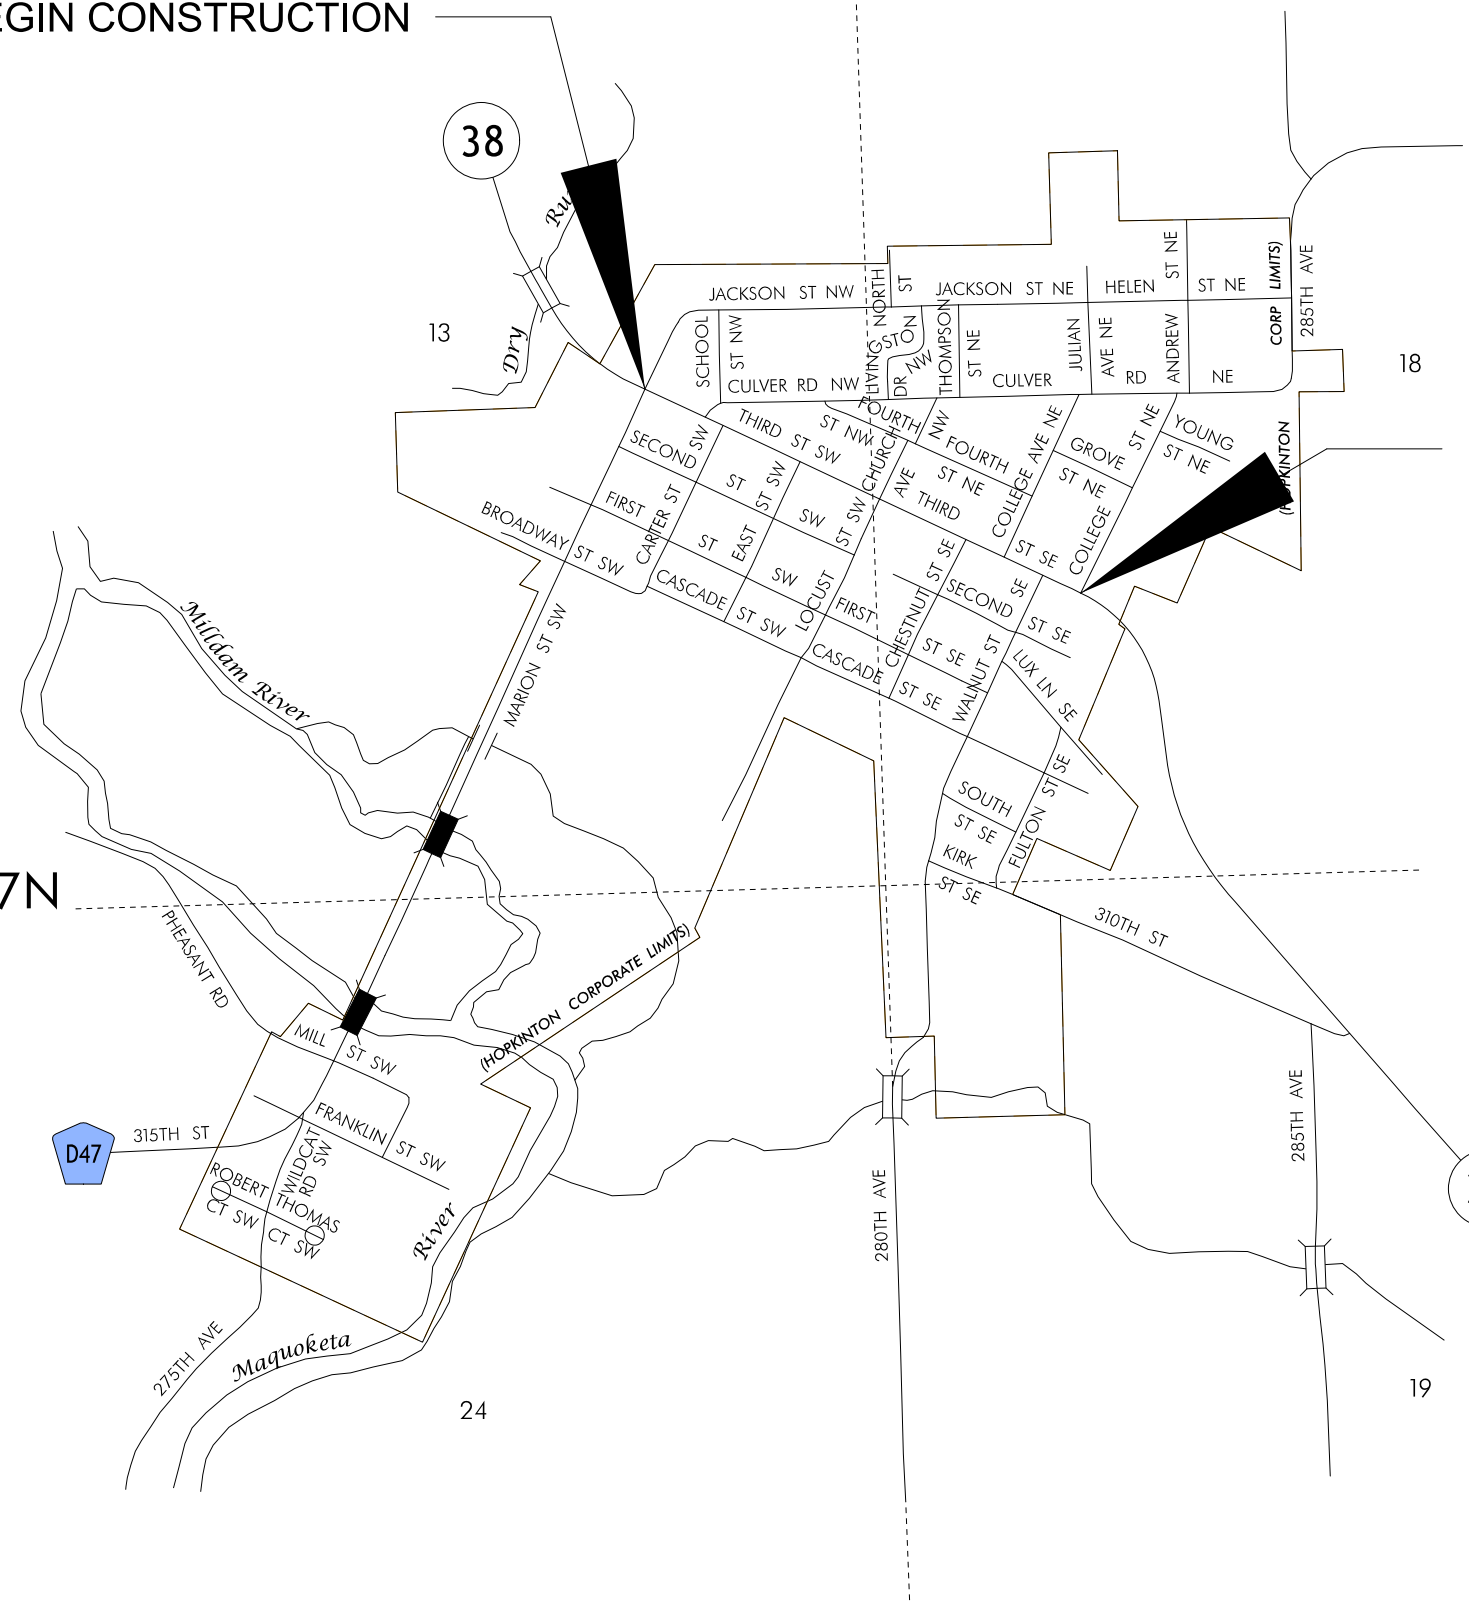 EGIN CONSTRUCTION
38
Dry
13
JACKSON ST NW
NORTH
ST
JACKSON ST NE
HELEN
ST NE
ST NE
CORP LIMITS)
285TH AVE
SCHOOL
ST NW
LIVINGSTON
DR NW
THOMPSON
ST NE
JULIAN
AVE NE
ANDREW
18
CULVER RD NW
CULVER
RD
NE
THIRD ST SW
FOURTH
ST NW
NW
FOURTH
ST NE
COLLEGE AVE NE
GROVE
ST NE
YOUNG
ST NE
COLLEGE
ST NE
SECOND
ST
SW
SW
CHURCH
AVE
THIRD
ST SE
BROADWAY
ST SW
FIRST
ST
SW
CARTER ST
EAST
ST SW
LOCUST
ST SW
FIRST
ST SE
CASCADE
ST SW
CASCADE
ST SE
CHESTNUT
ST SE
SECOND
ST SE
WALNUT ST
SE
LUX LN SE
MARION ST SW
Milldam River
SOUTH
ST SE
FULTON
ST SE
KIRK
ST SE
7N
310TH ST
PHEASANT RD
(HOPKINTON CORPORATE LIMITS)
MILL
ST SW
D47
315TH ST
FRANKLIN
ST SW
WILDCAT
RD SW
ROBERT THOMAS
CT SW
CT SW
River
280TH AVE
285TH AVE
275TH AVE
Maquoketa
24
19